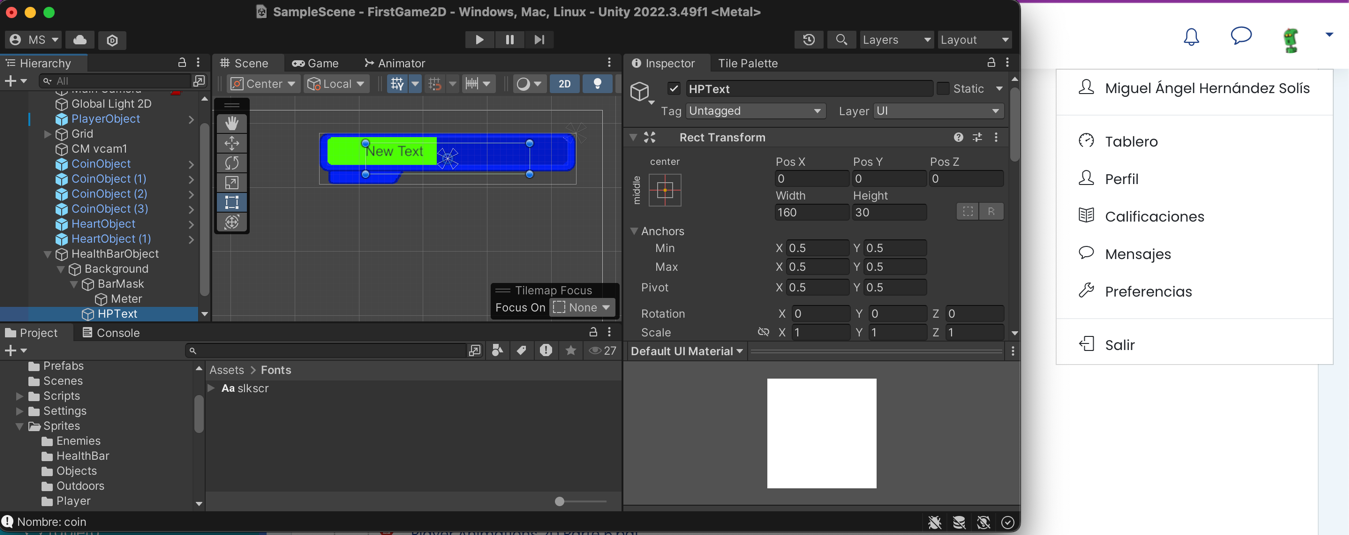 SampleScene - FirstGame2D - Windows, Mac, Linux - Unity 2022.3.49f1 <Metal>
MS
Layers
Layout
Hierarchy
All
Main Camera
Global Light 2D
PlayerObject
Grid
CM vcam1
CoinObject
CoinObject (1)
CoinObject (2)
CoinObject (3)
HeartObject
HeartObject (1)
HealthBarObject
Background
BarMask
Meter
HPText
Scene
Game
Animator
Center
Local
2D
New Text
Tilemap Focus
Focus On
None
Inspector
Tile Palette
HPText
Static
Tag
Untagged
Layer
UI
Rect Transform
center
middle
Pos X
Pos Y
Pos Z
0
0
0
Width
Height
160
30
R
Anchors
Min
X 0.5
Y 0.5
Max
X 0.5
Y 0.5
Pivot
X 0.5
Y 0.5
Rotation
X 0
Y 0
Z 0
Scale
X 1
Y 1
Z 1
Default UI Material
Project
Console
27
Prefabs
Scenes
Scripts
Settings
Sprites
Enemies
HealthBar
Objects
Outdoors
Player
Assets > Fonts
Aa slkscr
Nombre: coin
Miguel Ángel Hernández Solís
Tablero
Perfil
Calificaciones
Mensajes
Preferencias
Salir